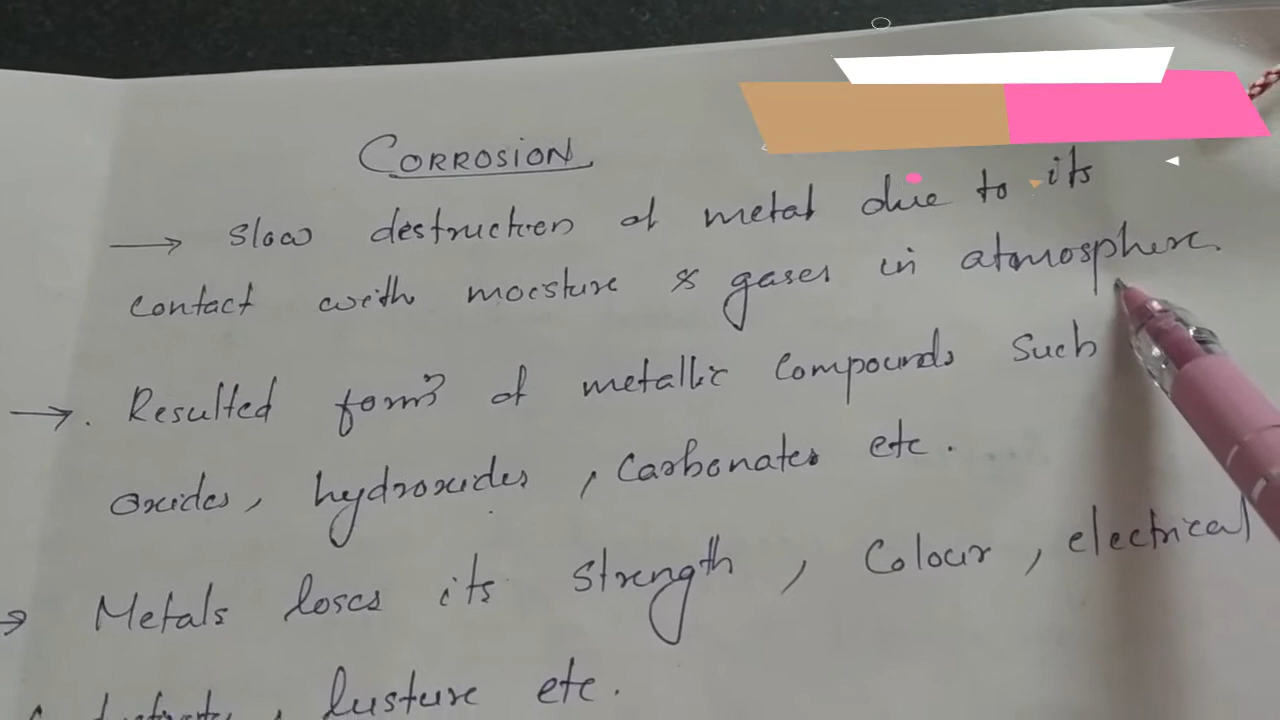 CORROSION
→ Slow destruction of metal due to its
contact with moisture & gases in atmosphere.
→. Resulted formⁿ of metallic compounds such
oxides, hydroxides, carbonates etc.
→ Metals loses its strength, Colour, electrical
, lusture etc.